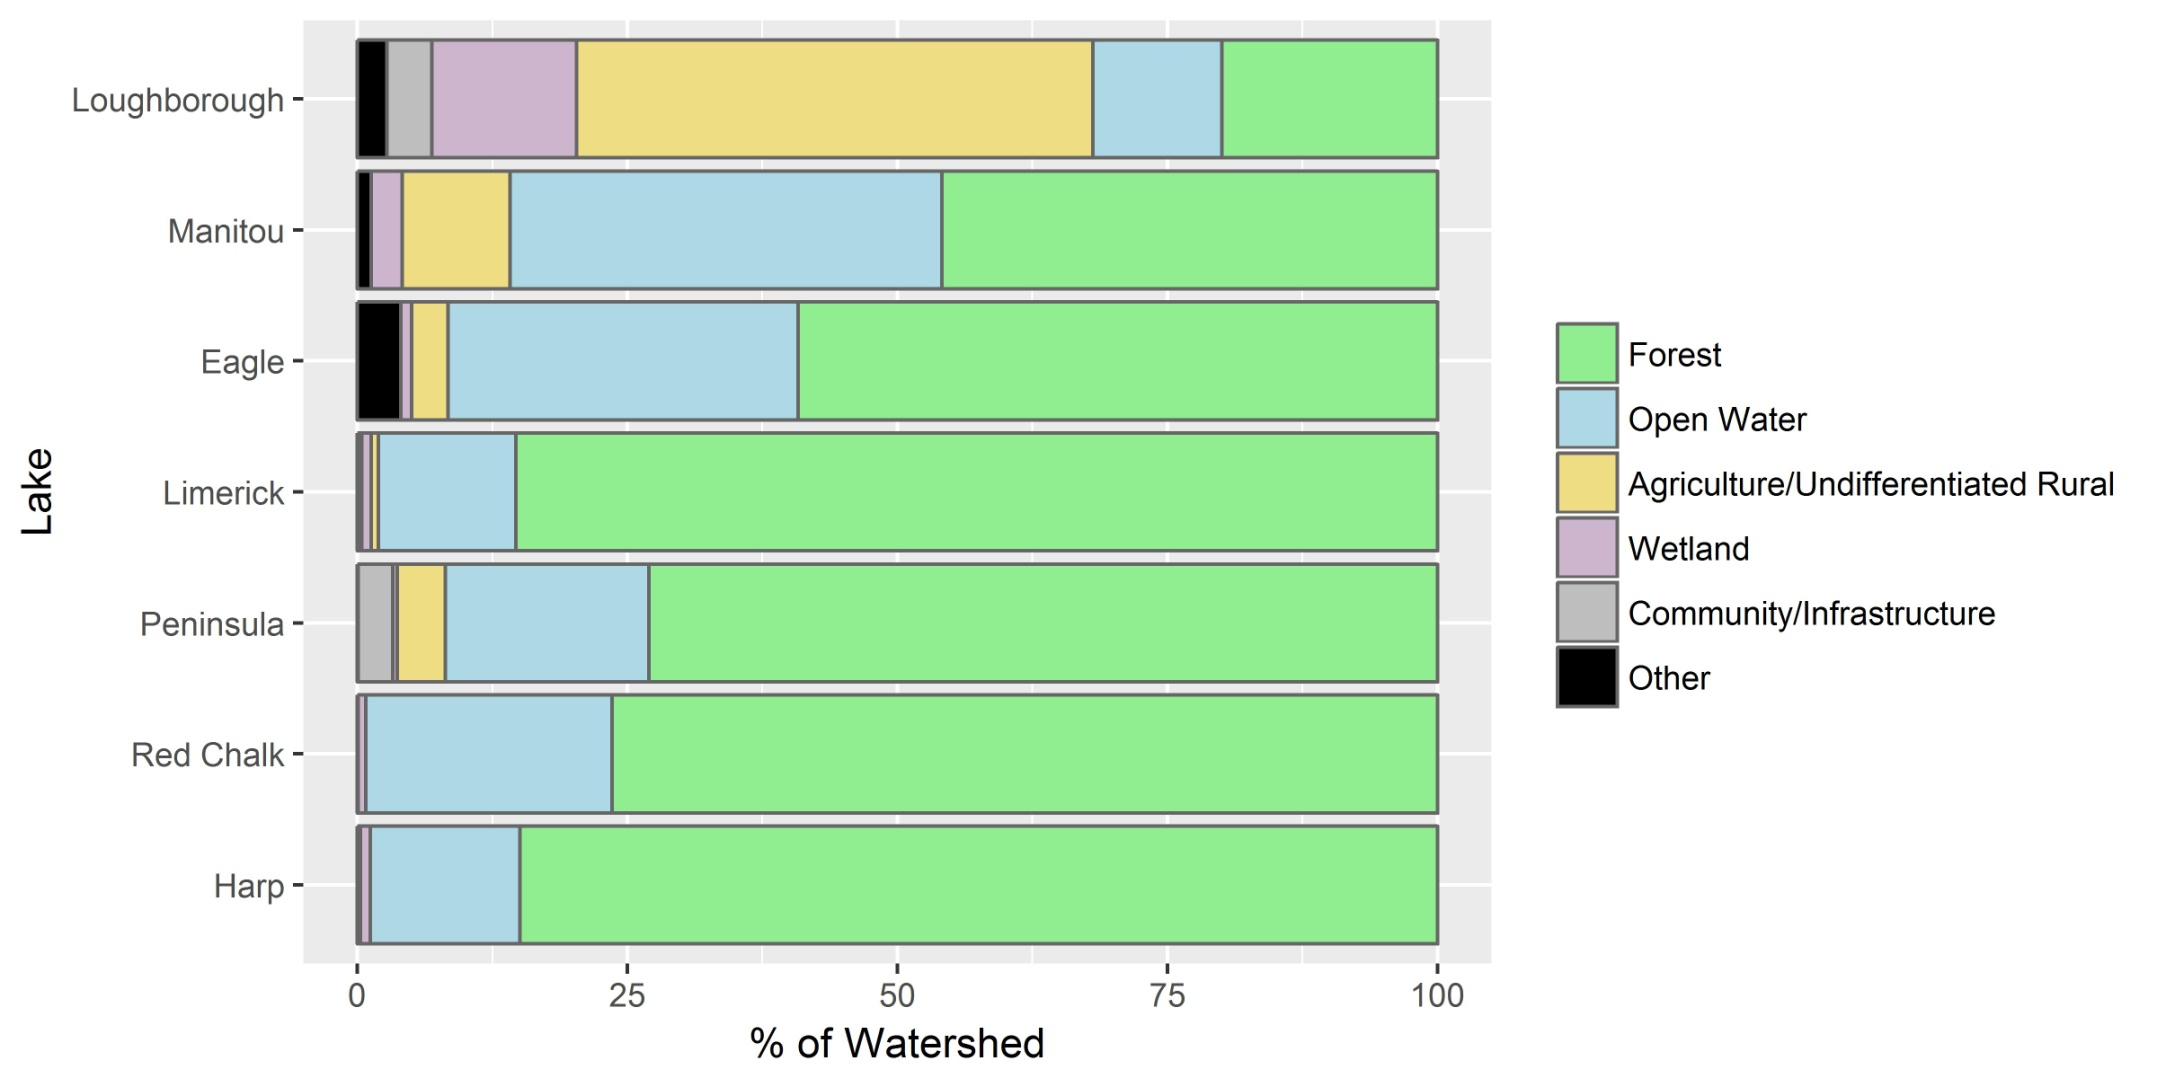 Loughborough
Manitou
Eagle
Limerick
Peninsula
Red Chalk
Harp
Lake
0 25 50 75 100
% of Watershed
Forest
Open Water
Agriculture/Undifferentiated Rural
Wetland
Community/Infrastructure
Other